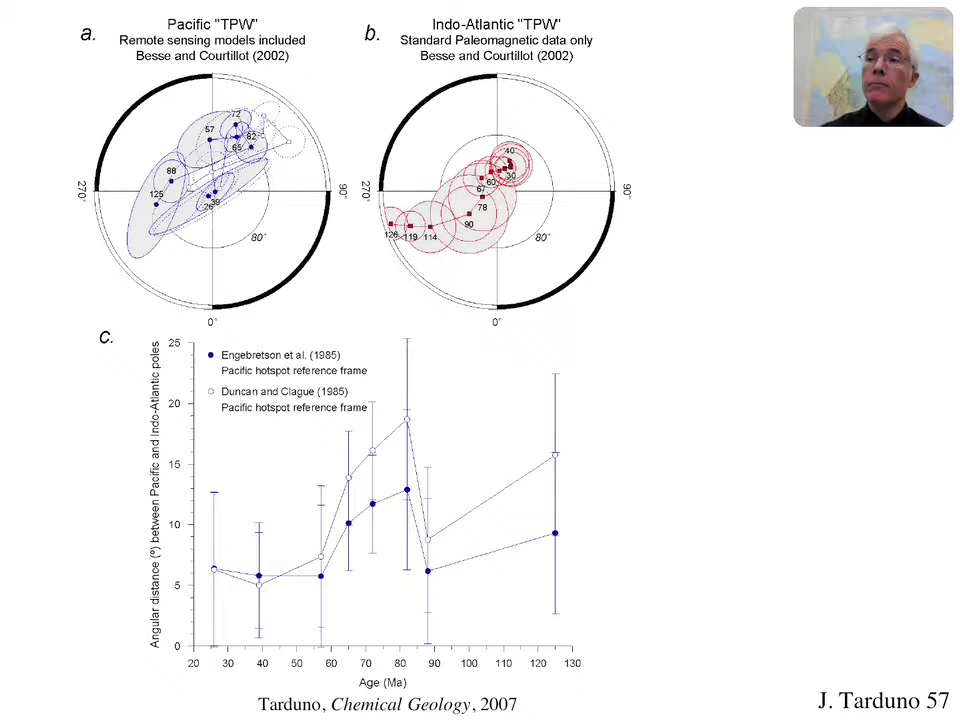 a.
Pacific "TPW"
Remote sensing models included
Besse and Courtillot (2002)
72
57
82
65
88
125
39
26
270°
90°
80°
0°
b.
Indo-Atlantic "TPW"
Standard Paleomagnetic data only
Besse and Courtillot (2002)
40
30
60
67
78
90
126
119
114
270°
90°
80°
0°
c.
Angular distance (º) between Pacific and Indo-Atlantic poles
25
20
15
10
5
0
Engebretson et al. (1985)
Pacific hotspot reference frame
Duncan and Clague (1985)
Pacific hotspot reference frame
20 30 40 50 60 70 80 90 100 110 120 130
Age (Ma)
Tarduno, Chemical Geology, 2007
J. Tarduno 57